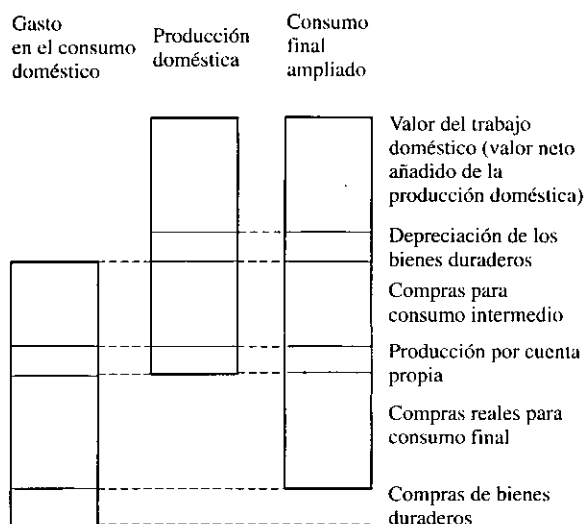 Gasto
en el consumo
doméstico
Producción
doméstica
Consumo
final
ampliado
Valor del trabajo
doméstico (valor neto
añadido de la
producción doméstica)
Depreciación de los
bienes duraderos
Compras para
consumo intermedio
Producción por cuenta
propia
Compras reales para
consumo final
Compras de bienes
duraderos